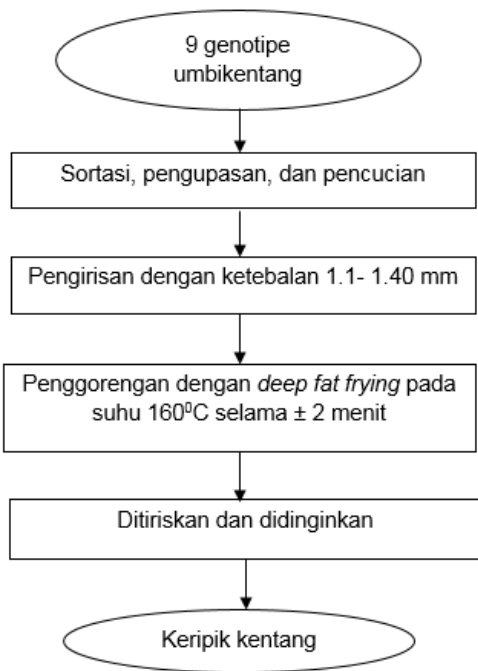 9 genotipe
umbikentang
Sortasi, pengupasan, dan pencucian
Pengirisan dengan ketebalan 1.1- 1.40 mm
Penggorengan dengan deep fat frying pada
suhu 160⁰C selama ± 2 menit
Ditiriskan dan didinginkan
Keripik kentang